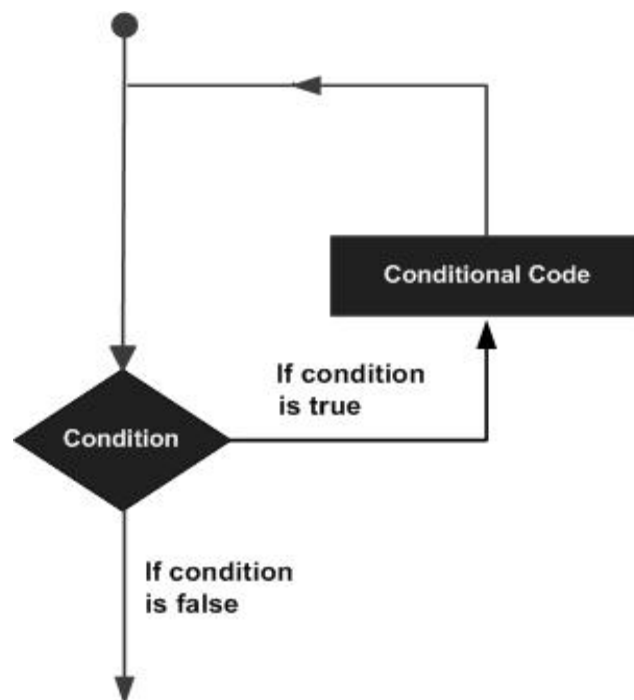 Conditional Code
If condition
is true
Condition
If condition
is false